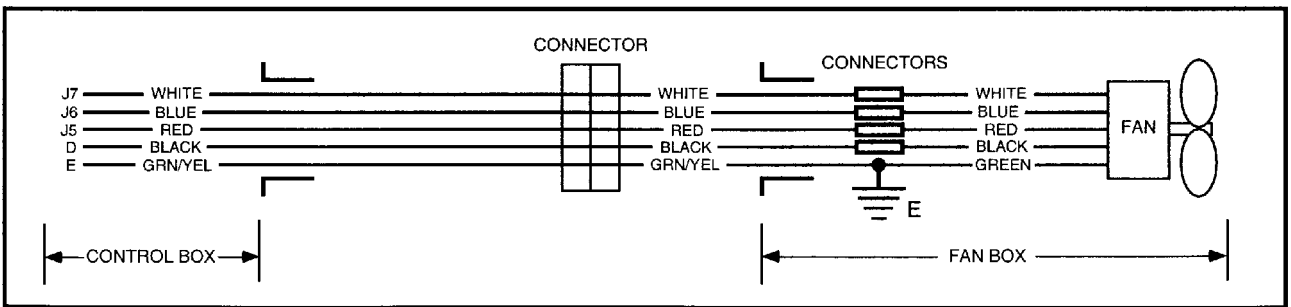 CONNECTOR
CONNECTORS
J7 WHITE WHITE WHITE
J6 BLUE BLUE BLUE
J5 RED RED RED FAN
D BLACK BLACK BLACK
E GRN/YEL GRN/YEL GREEN
E
CONTROL BOX FAN BOX